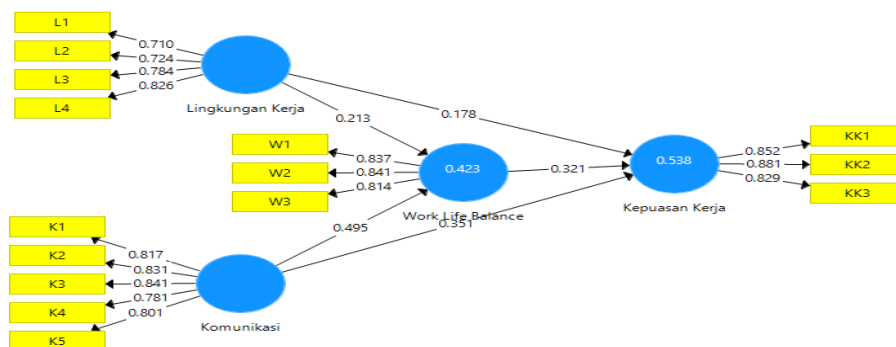 L1
L2
L3
L4
0.710
0.724
0.784
0.826
Lingkungan Kerja
0.213
0.178
W1
W2
W3
0.837
0.841
0.814
0.423
Work Life Balance
0.321
0.538
Kepuasan Kerja
0.852
0.881
0.829
KK1
KK2
KK3
0.495
0.351
K1
K2
K3
K4
K5
0.817
0.831
0.841
0.781
0.801
Komunikasi